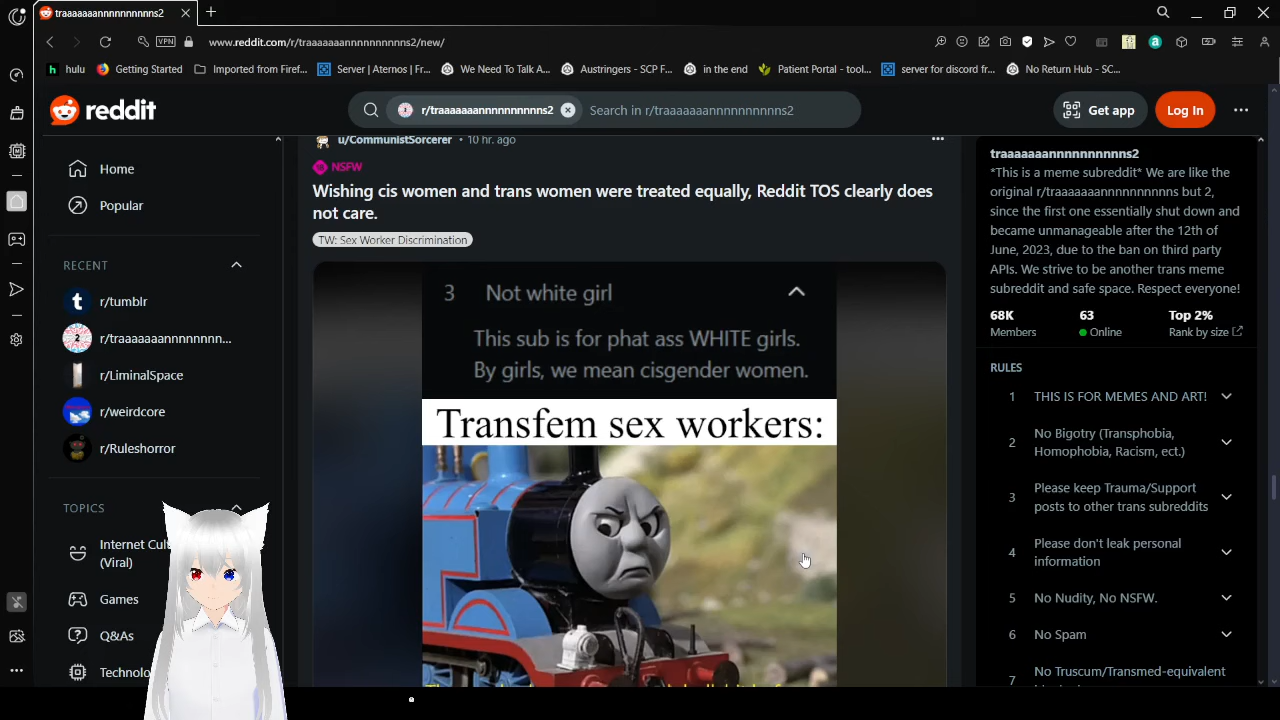 traaaaaaannnnnnnnnns2
VPN
www.reddit.com/r/traaaaaaannnnnnnnnns2/new/
hulu
Getting Started
Imported from Firef...
Server | Aternos | Fr...
We Need To Talk A...
Austringers - SCP F...
in the end
Patient Portal - tool...
server for discord fr...
No Return Hub - SC...
reddit
r/traaaaaaannnnnnnnnns2
Search in r/traaaaaaannnnnnnnnns2
Get app
Log In
Home
Popular
RECENT
r/tumblr
r/traaaaaaannnnnnnn...
r/LiminalSpace
r/weirdcore
r/Ruleshorror
TOPICS
Internet Cul
(Viral)
Games
Q&As
Technolo
u/CommunistSorcerer • 10 hr. ago
NSFW
Wishing cis women and trans women were treated equally, Reddit TOS clearly does
not care.
TW: Sex Worker Discrimination
3 Not white girl
This sub is for phat ass WHITE girls.
By girls, we mean cisgender women.
Transfem sex workers:
traaaaaaannnnnnnnnns2
*This is a meme subreddit* We are like the
original r/traaaaaaannnnnnnnnns but 2,
since the first one essentially shut down and
became unmanageable after the 12th of
June, 2023, due to the ban on third party
APIs. We strive to be another trans meme
subreddit and safe space. Respect everyone!
68K 63 Top 2%
Members Online Rank by size
RULES
1 THIS IS FOR MEMES AND ART!
2 No Bigotry (Transphobia,
Homophobia, Racism, ect.)
3 Please keep Trauma/Support
posts to other trans subreddits
4 Please don't leak personal
information
5 No Nudity, No NSFW.
6 No Spam
7 No Truscum/Transmed-equivalent